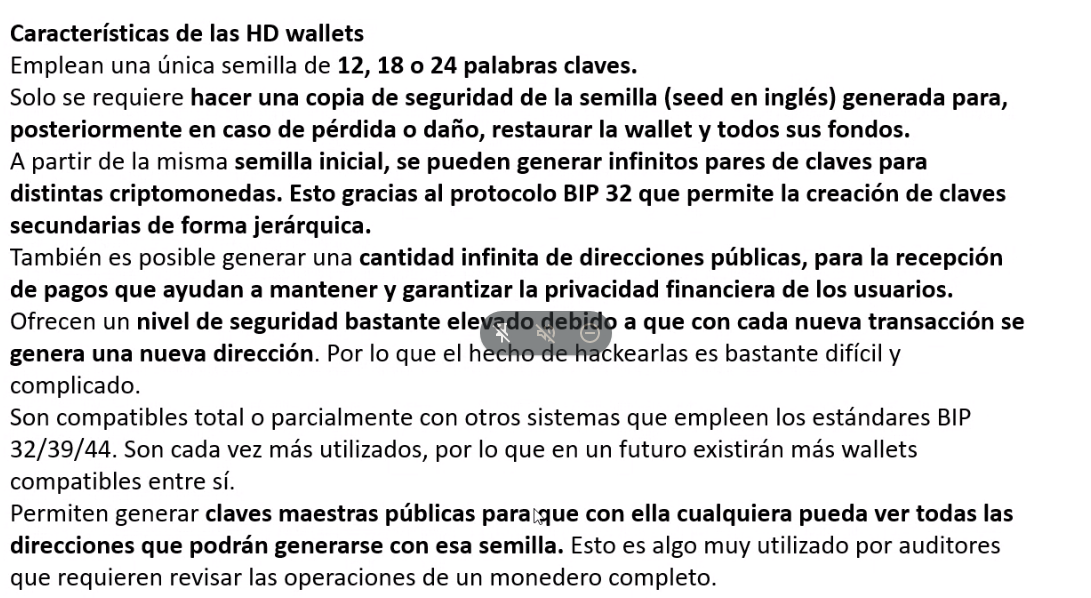 Características de las HD wallets
Emplean una única semilla de 12, 18 o 24 palabras claves.
Solo se requiere hacer una copia de seguridad de la semilla (seed en inglés) generada para,
posteriormente en caso de pérdida o daño, restaurar la wallet y todos sus fondos.
A partir de la misma semilla inicial, se pueden generar infinitos pares de claves para
distintas criptomonedas. Esto gracias al protocolo BIP 32 que permite la creación de claves
secundarias de forma jerárquica.
También es posible generar una cantidad infinita de direcciones públicas, para la recepción
de pagos que ayudan a mantener y garantizar la privacidad financiera de los usuarios.
Ofrecen un nivel de seguridad bastante elevado debido a que con cada nueva transacción se
genera una nueva dirección. Por lo que el hecho de hackearlas es bastante difícil y
complicado.
Son compatibles total o parcialmente con otros sistemas que empleen los estándares BIP
32/39/44. Son cada vez más utilizados, por lo que en un futuro existirán más wallets
compatibles entre sí.
Permiten generar claves maestras públicas para que con ella cualquiera pueda ver todas las
direcciones que podrán generarse con esa semilla. Esto es algo muy utilizado por auditores
que requieren revisar las operaciones de un monedero completo.